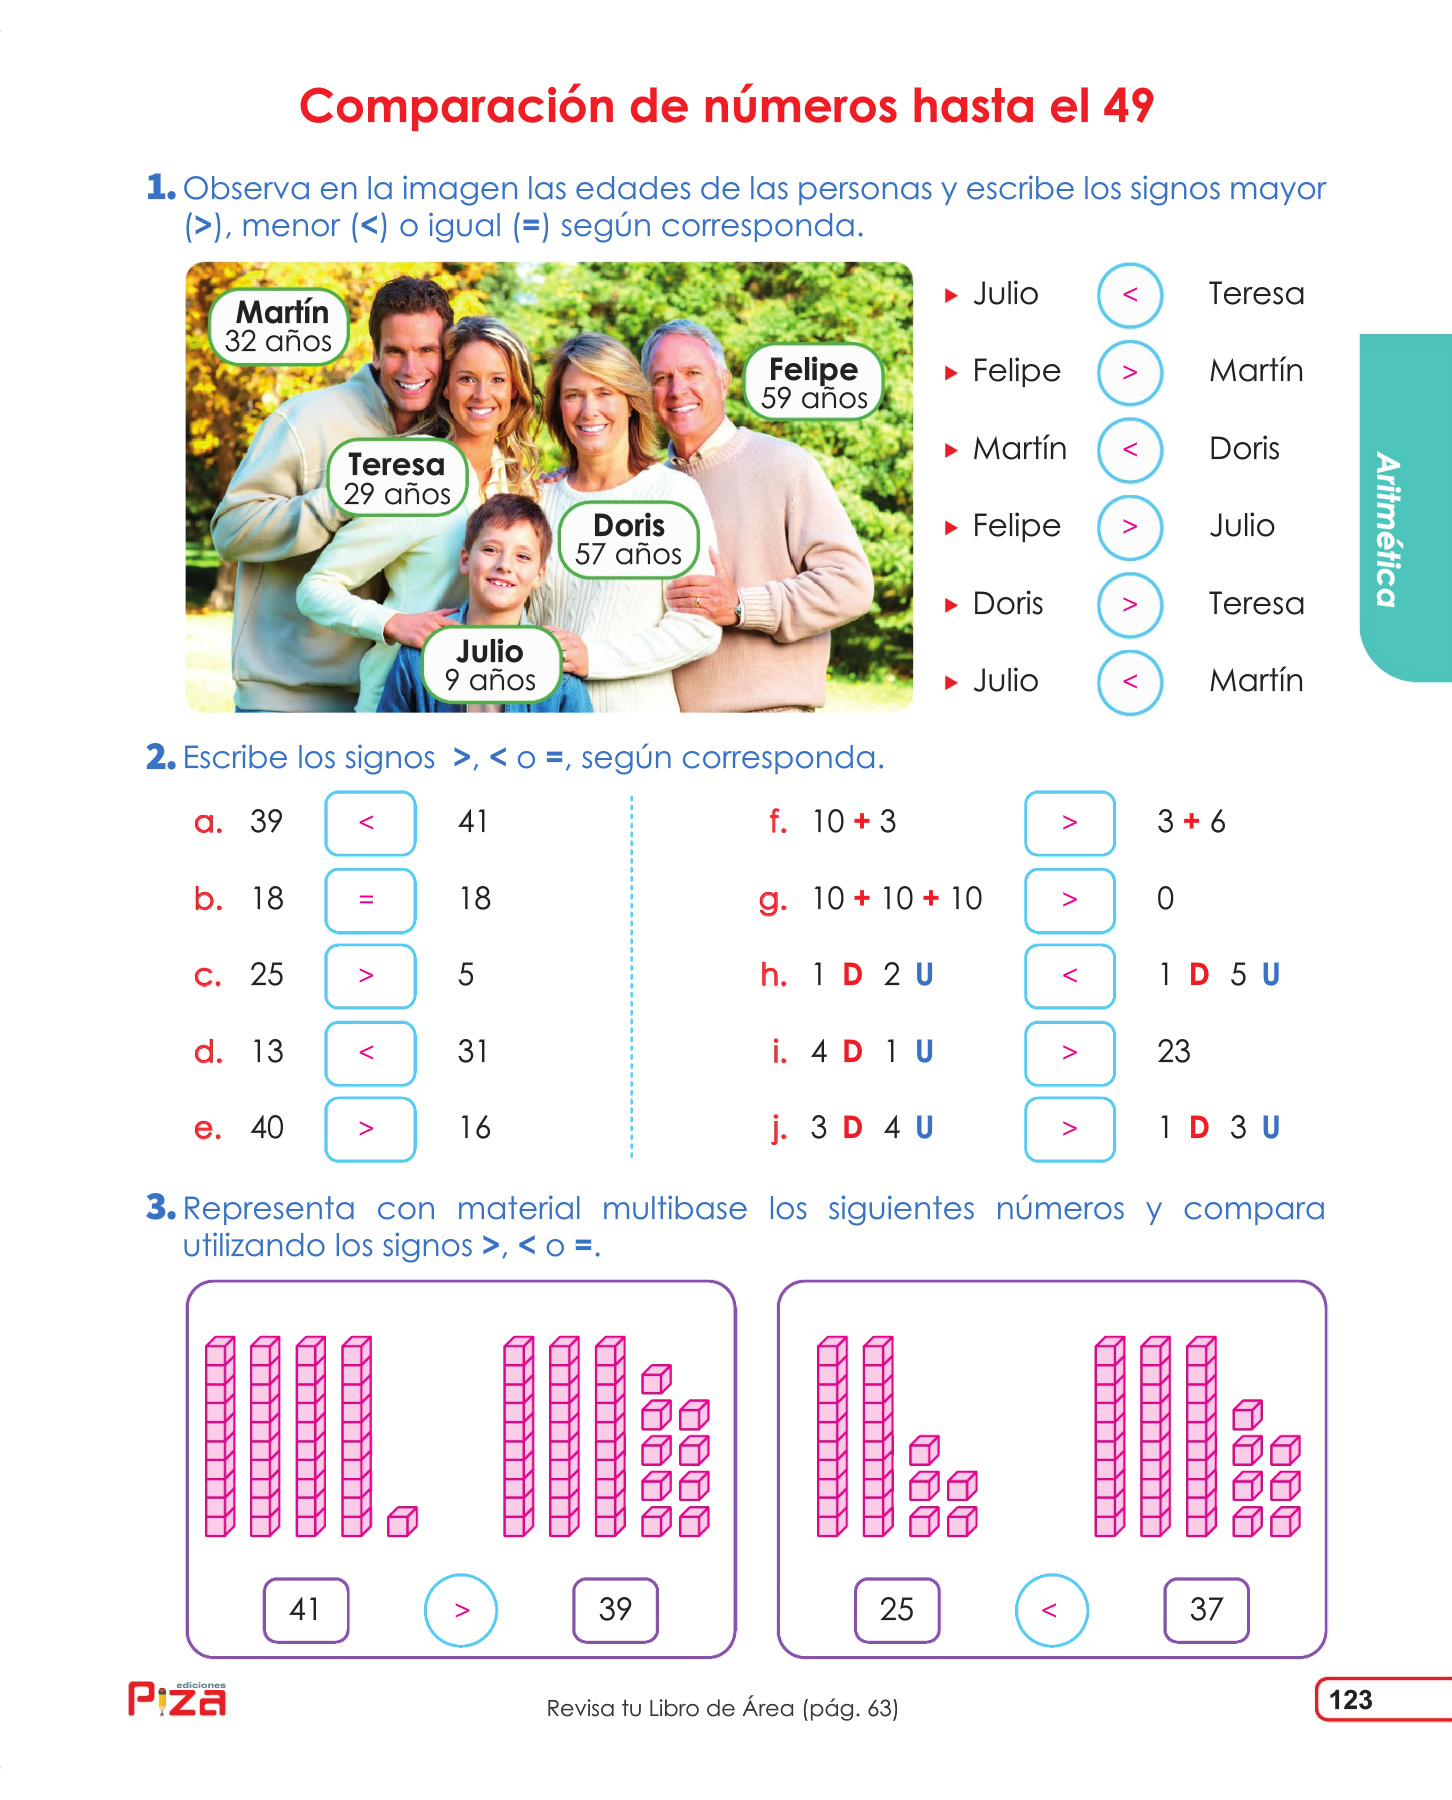 Comparación de números hasta el 49
1. Observa en la imagen las edades de las personas y escribe los signos mayor
(>), menor (<) o igual (=) según corresponda.
Martín
32 años
Teresa
29 años
Felipe
59 años
Doris
57 años
Julio
9 años
▸ Julio < Teresa
▸ Felipe > Martín
▸ Martín < Doris
▸ Felipe > Julio
▸ Doris > Teresa
▸ Julio < Martín
Aritmética
2. Escribe los signos >, < o =, según corresponda.
a. 39 < 41
b. 18 = 18
c. 25 > 5
d. 13 < 31
e. 40 > 16
f. 10 + 3 > 3 + 6
g. 10 + 10 + 10 > 0
h. 1 D 2 U < 1 D 5 U
i. 4 D 1 U > 23
j. 3 D 4 U > 1 D 3 U
3. Representa con material multibase los siguientes números y compara
utilizando los signos >, < o =.
41 > 39
25 < 37
ediciones
Piza
Revisa tu Libro de Área (pág. 63)
123